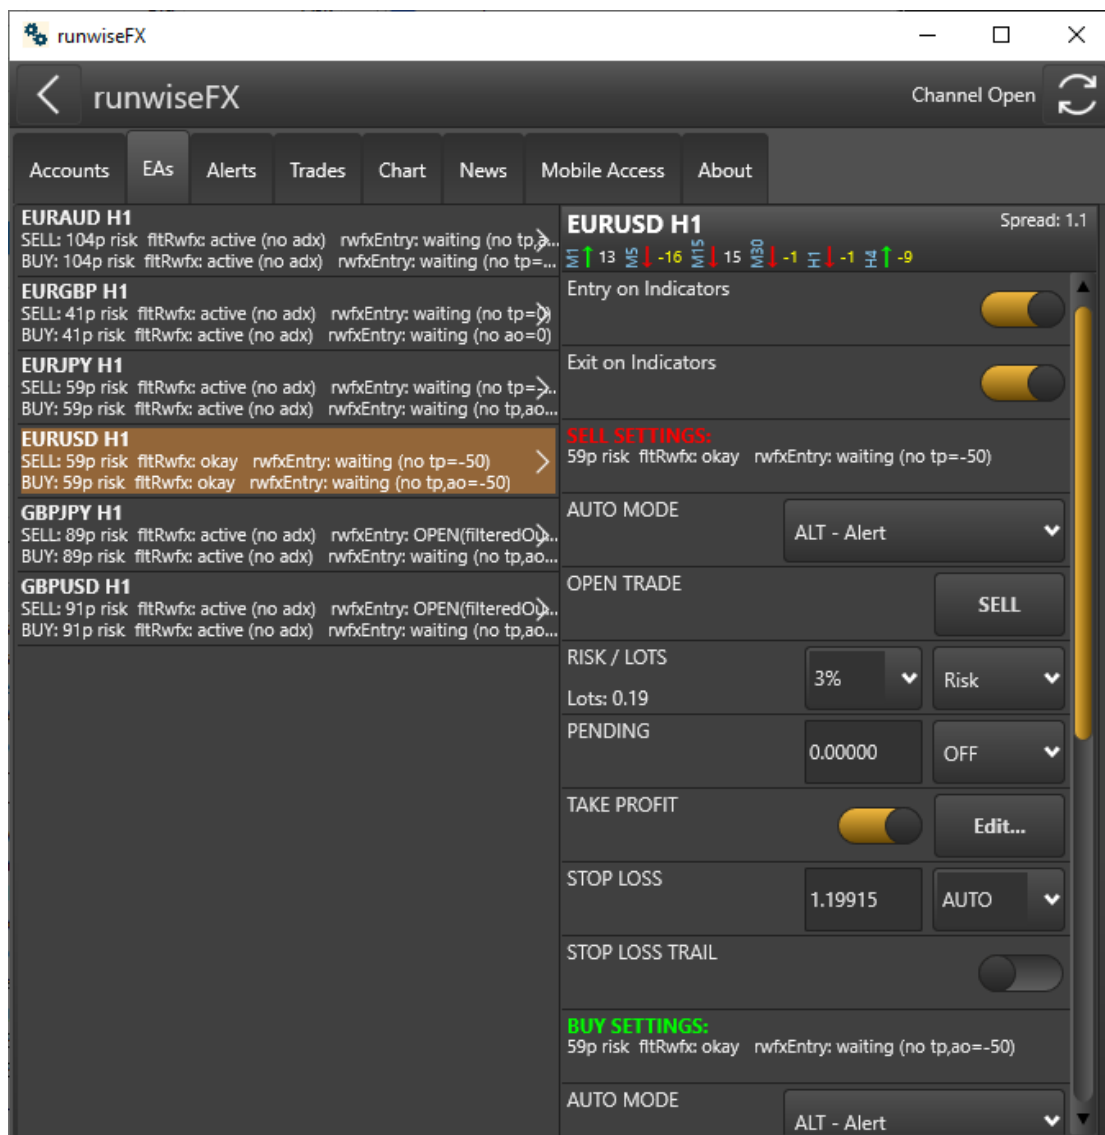 runwiseFX
runwiseFX
Channel Open
Accounts EAs Alerts Trades Chart News Mobile Access About
EURAUD H1
SELL: 104p risk fltRwfx: active (no adx) rwfxEntry: waiting (no tp,a...
BUY: 104p risk fltRwfx: active (no adx) rwfxEntry: waiting (no tp=...
EURGBP H1
SELL: 41p risk fltRwfx: active (no adx) rwfxEntry: waiting (no tp=0)
BUY: 41p risk fltRwfx: active (no adx) rwfxEntry: waiting (no ao=0)
EURJPY H1
SELL: 59p risk fltRwfx: active (no adx) rwfxEntry: waiting (no tp=-...
BUY: 59p risk fltRwfx: active (no adx) rwfxEntry: waiting (no tp,ao...
EURUSD H1
SELL: 59p risk fltRwfx: okay rwfxEntry: waiting (no tp=-50)
BUY: 59p risk fltRwfx: okay rwfxEntry: waiting (no tp,ao=-50)
GBPJPY H1
SELL: 89p risk fltRwfx: active (no adx) rwfxEntry: OPEN(filteredOu...
BUY: 89p risk fltRwfx: active (no adx) rwfxEntry: waiting (no tp,ao...
GBPUSD H1
SELL: 91p risk fltRwfx: active (no adx) rwfxEntry: OPEN(filteredOu...
BUY: 91p risk fltRwfx: active (no adx) rwfxEntry: waiting (no tp,ao...
EURUSD H1 Spread: 1.1
M1 13 M5 -16 M15 15 M30 -1 H1 -1 H4 -9
Entry on Indicators
Exit on Indicators
SELL SETTINGS:
59p risk fltRwfx: okay rwfxEntry: waiting (no tp=-50)
AUTO MODE ALT - Alert
OPEN TRADE SELL
RISK / LOTS 3% Risk
Lots: 0.19
PENDING 0.00000 OFF
TAKE PROFIT Edit...
STOP LOSS 1.19915 AUTO
STOP LOSS TRAIL
BUY SETTINGS:
59p risk fltRwfx: okay rwfxEntry: waiting (no tp,ao=-50)
AUTO MODE ALT - Alert